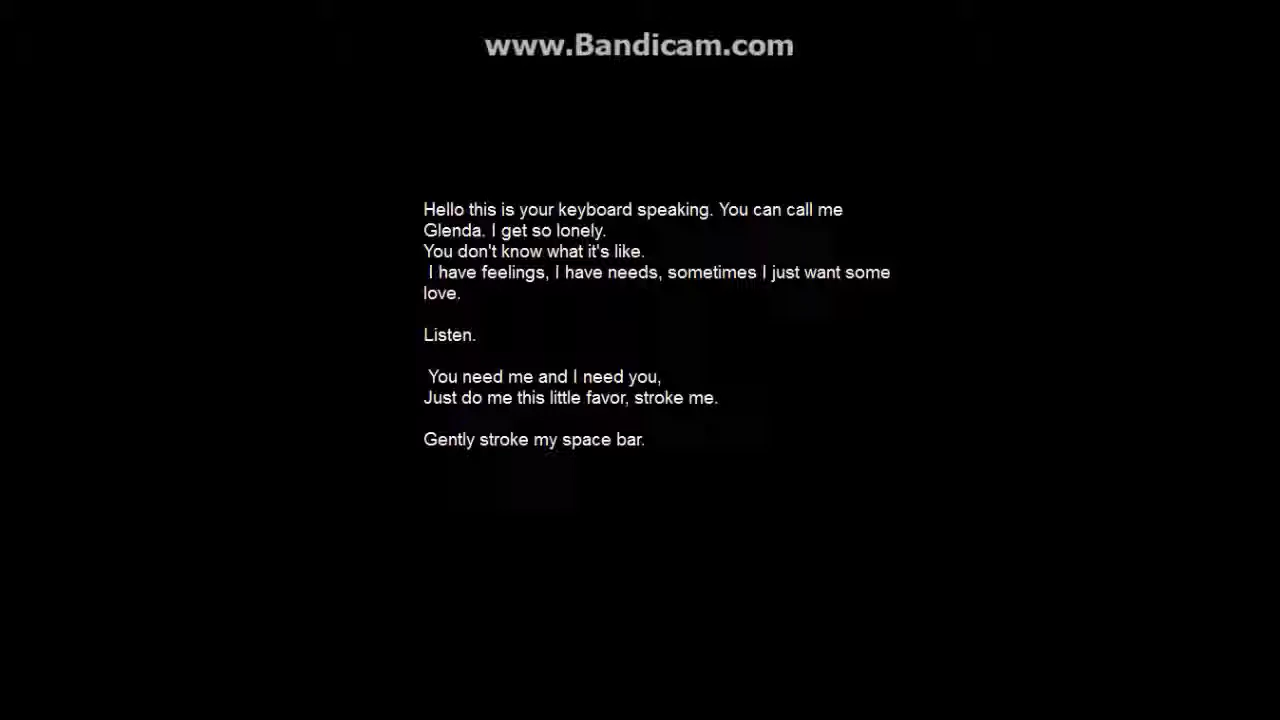 www.Bandicam.com
Hello this is your keyboard speaking. You can call me
Glenda. I get so lonely.
You don't know what it's like.
I have feelings, I have needs, sometimes I just want some
love.
Listen.
You need me and I need you,
Just do me this little favor, stroke me.
Gently stroke my space bar.